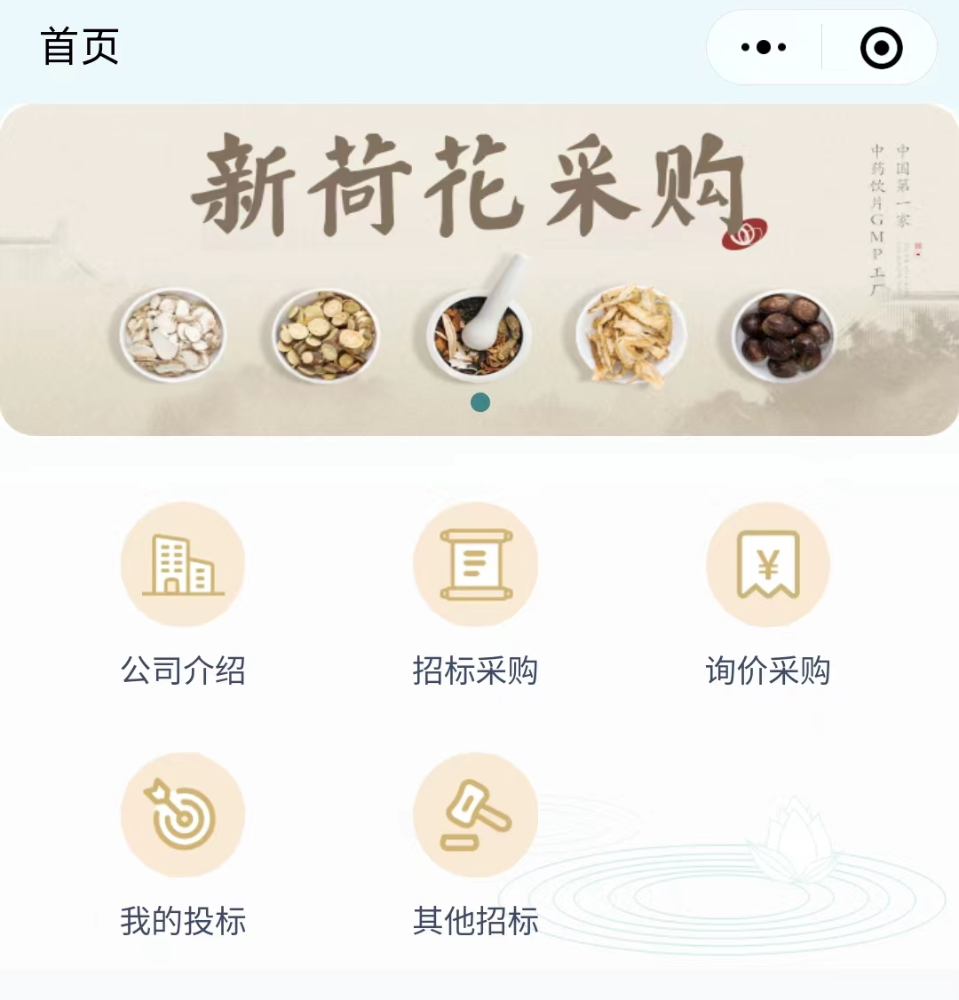 首页
新荷花采购
中国第一家
中药饮片GMP工厂
公司介绍
招标采购
¥
询价采购
我的投标
其他招标